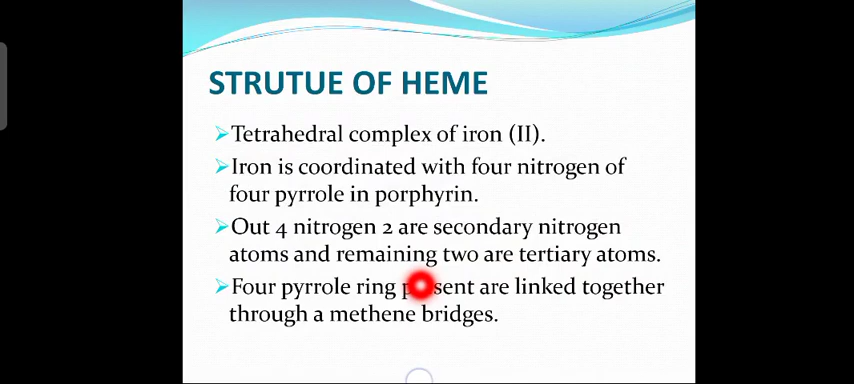 STRUTUE OF HEME
Tetrahedral complex of iron (II).
Iron is coordinated with four nitrogen of
four pyrrole in porphyrin.
Out 4 nitrogen 2 are secondary nitrogen
atoms and remaining two are tertiary atoms.
Four pyrrole ring present are linked together
through a methene bridges.